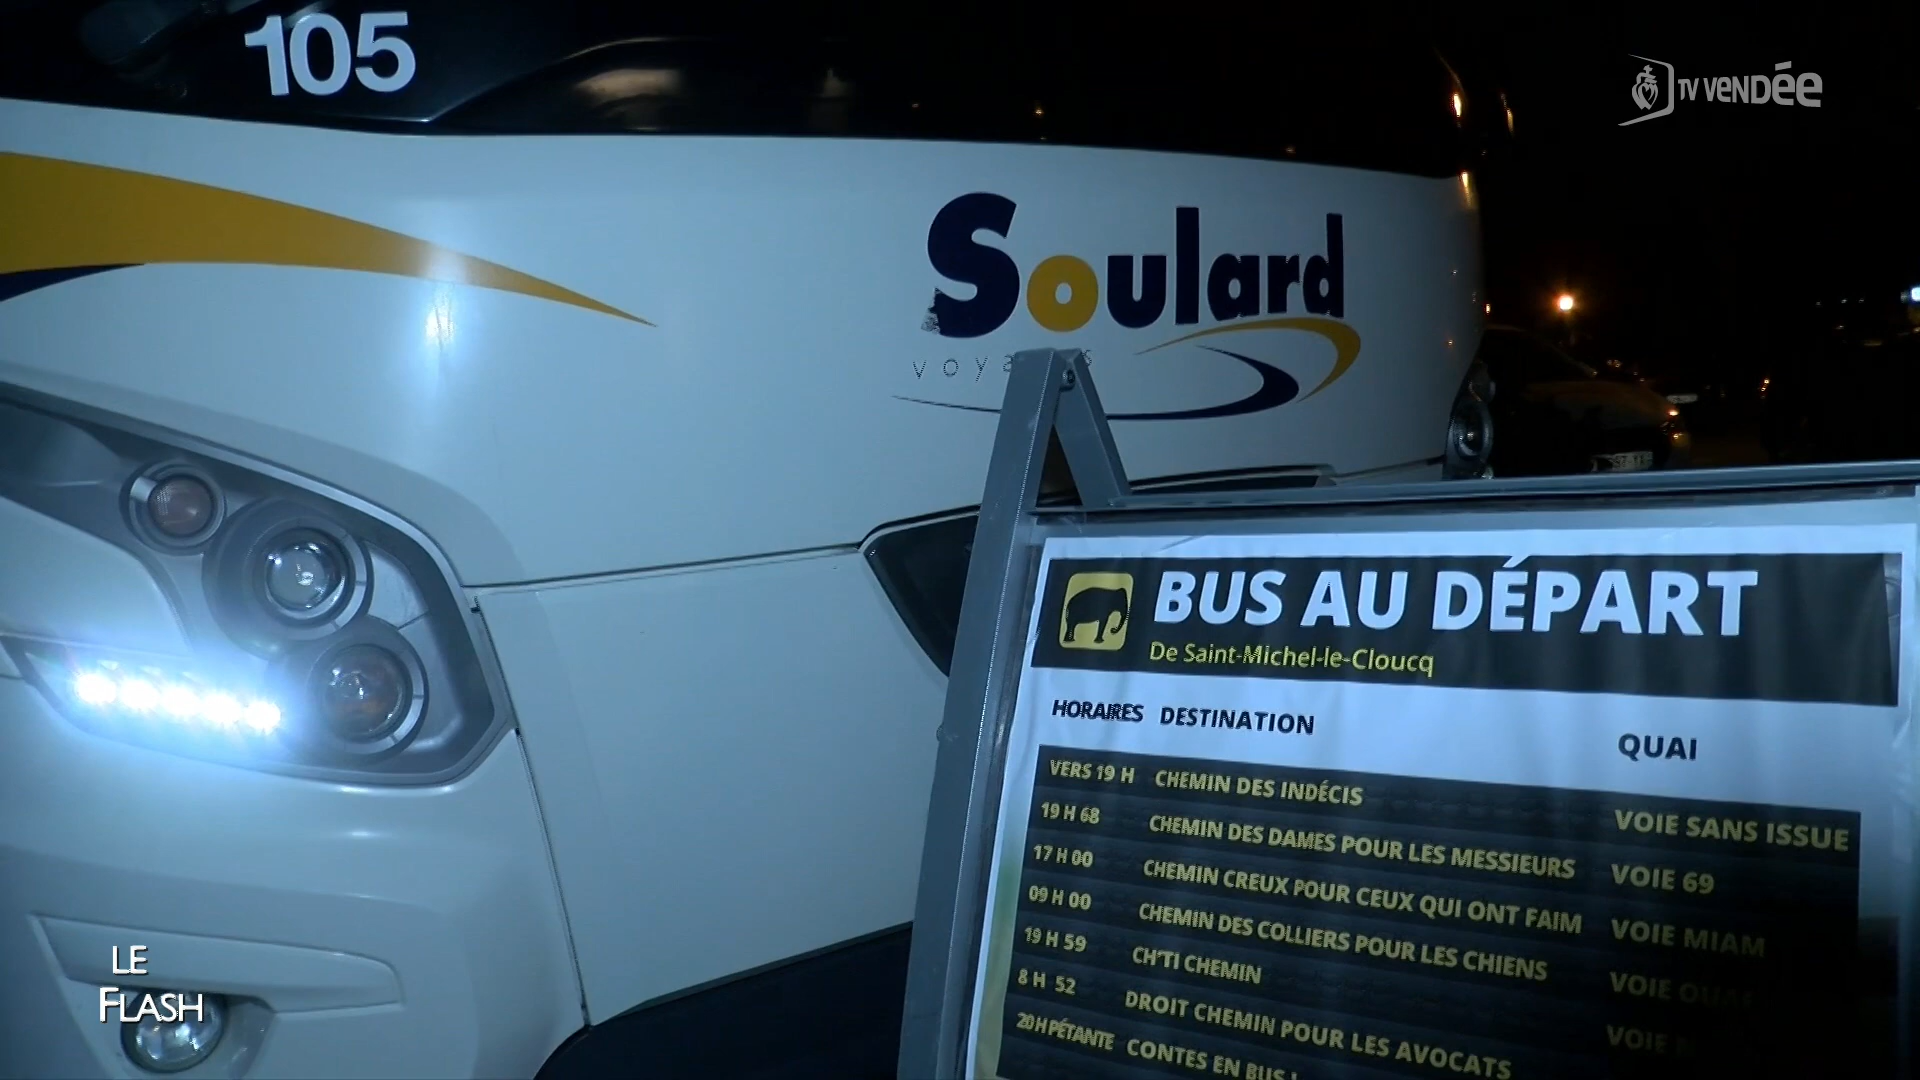 105
TV VENDÉE
Soulard
BUS AU DÉPART
De Saint-Michel-le-Cloucq
HORAIRES DESTINATION QUAI
VERS 19 H CHEMIN DES INDÉCIS VOIE SANS ISSUE
19 H 68 CHEMIN DES DAMES POUR LES MESSIEURS VOIE 69
17 H 00 CHEMIN CREUX POUR CEUX QUI ONT FAIM VOIE MIAM
09 H 00 CHEMIN DES COLLIERS POUR LES CHIENS VOIE
19 H 59 CH'TI CHEMIN VOIE
8 H 52 DROIT CHEMIN POUR LES AVOCATS
20 H PÉTANTE CONTES EN BUS !
LE
FLASH